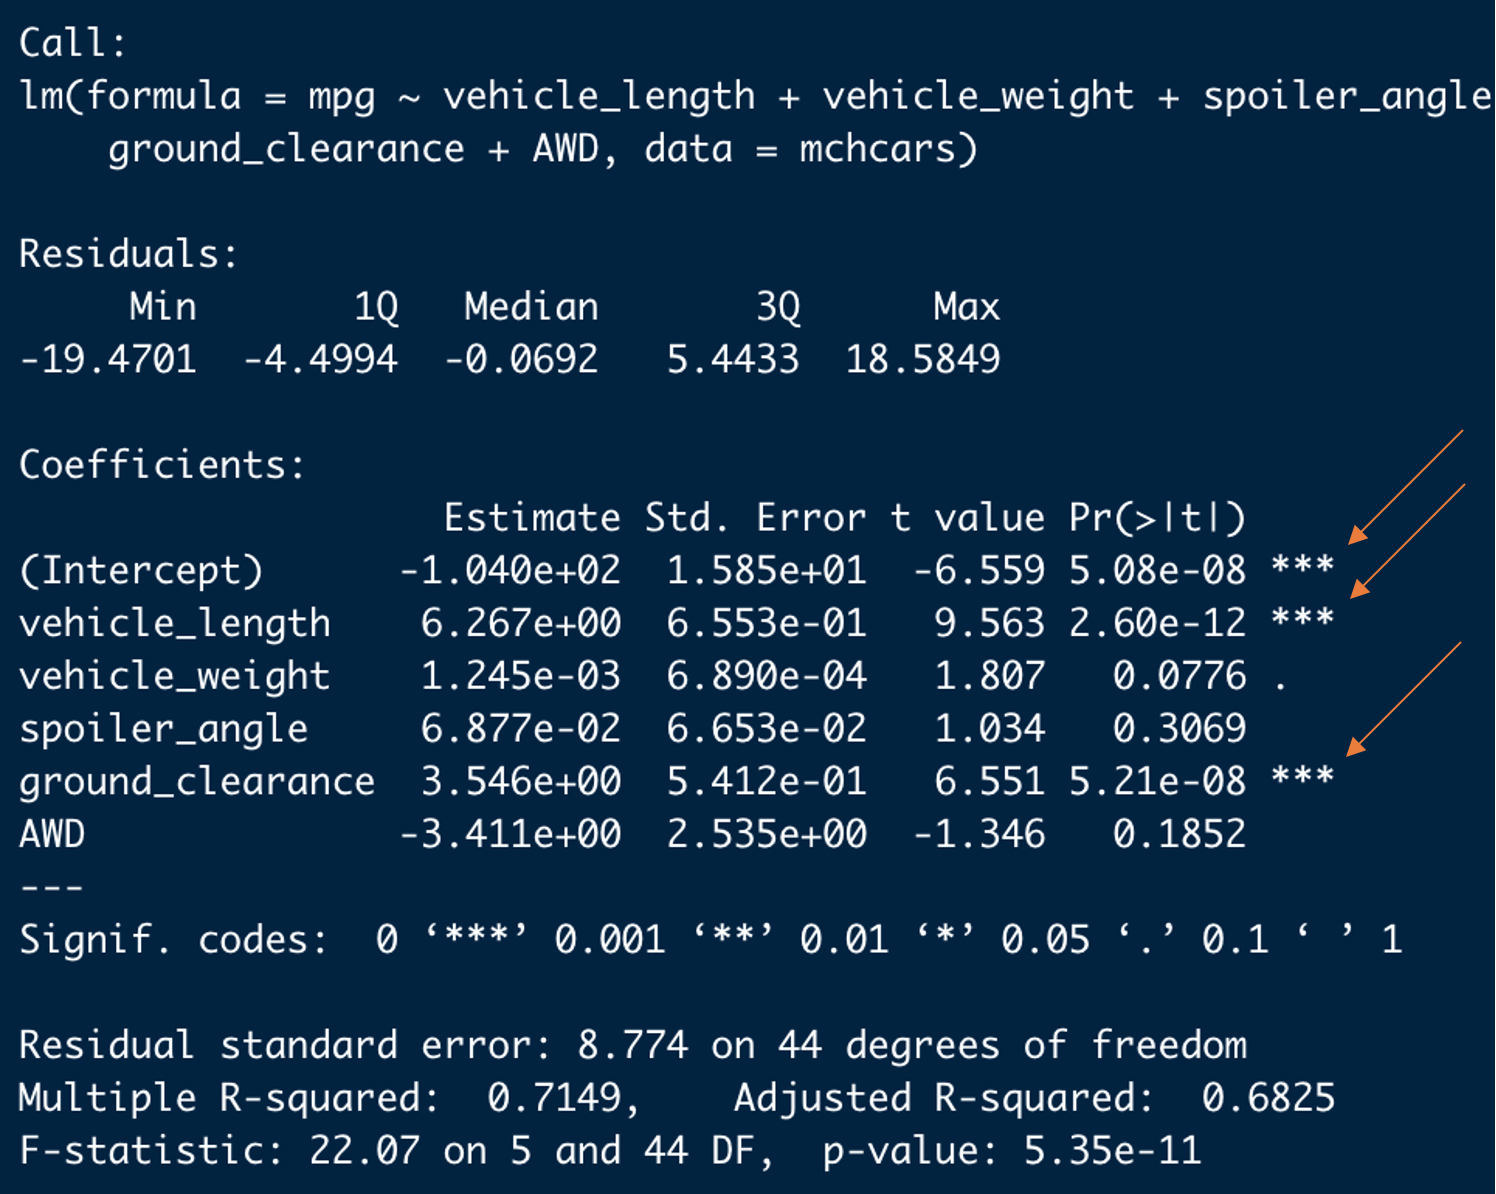 Call:
lm(formula = mpg ~ vehicle_length + vehicle_weight + spoiler_angle
    ground_clearance + AWD, data = mchcars)

Residuals:
     Min       1Q   Median       3Q      Max
-19.4701  -4.4994  -0.0692   5.4433  18.5849

Coefficients:
                   Estimate Std. Error t value Pr(>|t|)
(Intercept)      -1.040e+02  1.585e+01  -6.559 5.08e-08 ***
vehicle_length    6.267e+00  6.553e-01   9.563 2.60e-12 ***
vehicle_weight    1.245e-03  6.890e-04   1.807   0.0776 .
spoiler_angle     6.877e-02  6.653e-02   1.034   0.3069
ground_clearance  3.546e+00  5.412e-01   6.551 5.21e-08 ***
AWD              -3.411e+00  2.535e+00  -1.346   0.1852
---
Signif. codes:  0 ‘***’ 0.001 ‘**’ 0.01 ‘*’ 0.05 ‘.’ 0.1 ‘ ’ 1

Residual standard error: 8.774 on 44 degrees of freedom
Multiple R-squared:  0.7149,    Adjusted R-squared:  0.6825
F-statistic: 22.07 on 5 and 44 DF,  p-value: 5.35e-11